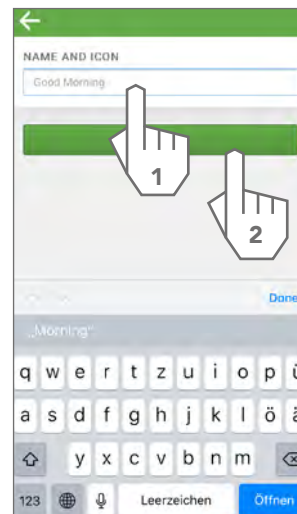 NAME AND ICON
Good Morning
1
2
Done
„Morning“
q w e r t z u i o p ü
a s d f g h j k l ö ä
y x c v b n m
123 Leerzeichen Öffnen